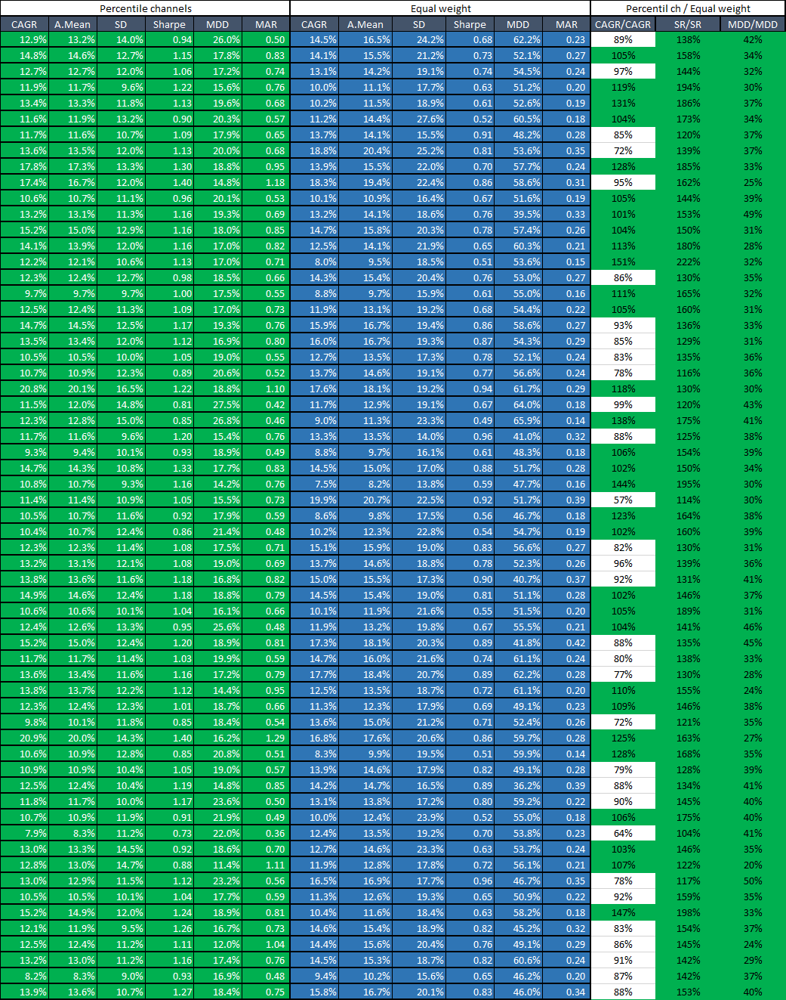 Percentile channels Equal weight Percentil ch / Equal weight
CAGR A.Mean SD Sharpe MDD MAR CAGR A.Mean SD Sharpe MDD MAR CAGR/CAGR SR/SR MDD/MDD
12.9% 13.2% 14.0% 0.94 26.0% 0.50 14.5% 16.5% 24.2% 0.68 62.2% 0.23 89% 138% 42%
14.8% 14.6% 12.7% 1.15 17.8% 0.83 14.1% 15.5% 21.2% 0.73 52.1% 0.27 105% 158% 34%
12.7% 12.7% 12.0% 1.06 17.2% 0.74 13.1% 14.2% 19.1% 0.74 54.5% 0.24 97% 144% 32%
11.9% 11.7% 9.6% 1.22 15.6% 0.76 10.0% 11.1% 17.7% 0.63 51.2% 0.20 119% 194% 30%
13.4% 13.3% 11.8% 1.13 19.6% 0.68 10.2% 11.5% 18.9% 0.61 52.6% 0.19 131% 186% 37%
11.6% 11.9% 13.2% 0.90 20.3% 0.57 11.2% 14.4% 27.6% 0.52 60.5% 0.18 104% 173% 34%
11.7% 11.6% 10.7% 1.09 17.9% 0.65 13.7% 14.1% 15.5% 0.91 48.2% 0.28 85% 120% 37%
13.6% 13.5% 12.0% 1.13 20.0% 0.68 18.8% 20.4% 25.2% 0.81 53.6% 0.35 72% 139% 37%
17.8% 17.3% 13.3% 1.30 18.8% 0.95 13.9% 15.5% 22.0% 0.70 57.7% 0.24 128% 185% 33%
17.4% 16.7% 12.0% 1.40 14.8% 1.18 18.3% 19.4% 22.4% 0.86 58.6% 0.31 95% 162% 25%
10.6% 10.7% 11.1% 0.96 20.1% 0.53 10.1% 10.9% 16.4% 0.67 51.6% 0.19 105% 144% 39%
13.2% 13.1% 11.3% 1.16 19.3% 0.69 13.2% 14.1% 18.6% 0.76 39.5% 0.33 101% 153% 49%
15.2% 15.0% 12.9% 1.16 18.0% 0.85 14.7% 15.8% 20.3% 0.78 57.4% 0.26 104% 150% 31%
14.1% 13.9% 12.0% 1.16 17.0% 0.82 12.5% 14.1% 21.9% 0.65 60.3% 0.21 113% 180% 28%
12.2% 12.1% 10.6% 1.13 17.0% 0.71 8.0% 9.5% 18.5% 0.51 53.6% 0.15 151% 222% 32%
12.3% 12.4% 12.7% 0.98 18.5% 0.66 14.3% 15.4% 20.4% 0.76 53.0% 0.27 86% 130% 35%
9.7% 9.7% 9.7% 1.00 17.5% 0.55 8.8% 9.7% 15.9% 0.61 55.0% 0.16 111% 165% 32%
12.5% 12.4% 11.3% 1.09 17.0% 0.73 11.9% 13.1% 19.2% 0.68 54.4% 0.22 105% 160% 31%
14.7% 14.5% 12.5% 1.17 19.3% 0.76 15.9% 16.7% 19.4% 0.86 58.6% 0.27 93% 136% 33%
13.5% 13.4% 12.0% 1.12 16.9% 0.80 16.0% 16.7% 19.3% 0.87 54.3% 0.29 85% 129% 31%
10.5% 10.5% 10.0% 1.05 19.0% 0.55 12.7% 13.5% 17.3% 0.78 52.1% 0.24 83% 135% 36%
10.7% 10.9% 12.3% 0.89 20.6% 0.52 13.7% 14.6% 19.1% 0.77 56.6% 0.24 78% 116% 36%
20.8% 20.1% 16.5% 1.22 18.8% 1.10 17.6% 18.1% 19.2% 0.94 61.7% 0.29 118% 130% 30%
11.5% 12.0% 14.8% 0.81 27.5% 0.42 11.7% 12.9% 19.1% 0.67 64.0% 0.18 99% 120% 43%
12.3% 12.8% 15.0% 0.85 26.8% 0.46 9.0% 11.3% 23.3% 0.49 65.9% 0.14 138% 175% 41%
11.7% 11.6% 9.6% 1.20 15.4% 0.76 13.3% 13.5% 14.0% 0.96 41.0% 0.32 88% 125% 38%
9.3% 9.4% 10.1% 0.93 18.9% 0.49 8.8% 9.7% 16.1% 0.61 48.3% 0.18 106% 154% 39%
14.7% 14.3% 10.8% 1.33 17.7% 0.83 14.5% 15.0% 17.0% 0.88 51.7% 0.28 102% 150% 34%
10.8% 10.7% 9.3% 1.16 14.2% 0.76 7.5% 8.2% 13.8% 0.59 47.7% 0.16 144% 195% 30%
11.4% 11.4% 10.9% 1.05 15.5% 0.73 19.9% 20.7% 22.5% 0.92 51.7% 0.39 57% 114% 30%
10.5% 10.7% 11.6% 0.92 17.9% 0.59 8.6% 9.8% 17.5% 0.56 46.7% 0.18 123% 164% 38%
10.4% 10.7% 12.4% 0.86 21.4% 0.48 10.2% 12.3% 22.8% 0.54 54.7% 0.19 102% 160% 39%
12.3% 12.3% 11.4% 1.08 17.5% 0.71 15.1% 15.9% 19.0% 0.83 56.6% 0.27 82% 130% 31%
13.2% 13.1% 12.1% 1.08 19.0% 0.69 13.7% 14.6% 18.8% 0.78 52.3% 0.26 96% 139% 36%
13.8% 13.6% 11.6% 1.18 16.8% 0.82 15.0% 15.5% 17.3% 0.90 40.7% 0.37 92% 131% 41%
14.9% 14.6% 12.4% 1.18 18.8% 0.79 14.5% 15.4% 19.0% 0.81 51.1% 0.28 102% 146% 37%
10.6% 10.6% 10.1% 1.04 16.1% 0.66 10.1% 11.9% 21.6% 0.55 51.5% 0.20 105% 189% 31%
12.4% 12.6% 13.3% 0.95 25.6% 0.48 11.9% 13.2% 19.8% 0.67 55.5% 0.21 104% 141% 46%
15.2% 15.0% 12.4% 1.20 18.9% 0.81 17.3% 18.1% 20.3% 0.89 41.8% 0.42 88% 135% 45%
11.7% 11.7% 11.4% 1.03 19.9% 0.59 14.7% 16.0% 21.6% 0.74 61.1% 0.24 80% 138% 33%
13.6% 13.4% 11.6% 1.16 17.2% 0.79 17.7% 18.4% 20.7% 0.89 62.2% 0.28 77% 130% 28%
13.8% 13.7% 12.2% 1.12 14.4% 0.95 12.5% 13.5% 18.7% 0.72 61.1% 0.20 110% 155% 24%
12.3% 12.4% 12.3% 1.01 18.7% 0.66 11.3% 12.3% 17.9% 0.69 49.1% 0.23 109% 146% 38%
9.8% 10.1% 11.8% 0.85 18.4% 0.54 13.6% 15.0% 21.2% 0.71 52.4% 0.26 72% 121% 35%
20.9% 20.0% 14.3% 1.40 16.2% 1.29 16.8% 17.6% 20.6% 0.86 59.7% 0.28 125% 163% 27%
10.6% 10.9% 12.8% 0.85 20.8% 0.51 8.3% 9.9% 19.5% 0.51 59.9% 0.14 128% 168% 35%
10.9% 10.9% 10.4% 1.05 19.0% 0.57 13.9% 14.6% 17.9% 0.82 49.1% 0.28 79% 128% 39%
12.5% 12.4% 10.4% 1.19 14.8% 0.85 14.2% 14.7% 16.5% 0.89 36.2% 0.39 88% 134% 41%
11.8% 11.7% 10.0% 1.17 23.6% 0.50 13.1% 13.8% 17.2% 0.80 59.2% 0.22 90% 145% 40%
10.7% 10.9% 11.9% 0.91 21.9% 0.49 10.0% 12.4% 23.9% 0.52 55.0% 0.18 106% 175% 40%
7.9% 8.3% 11.2% 0.73 22.0% 0.36 12.4% 13.5% 19.2% 0.70 53.8% 0.23 64% 104% 41%
13.0% 13.3% 14.5% 0.92 18.6% 0.70 12.7% 14.6% 23.3% 0.63 53.7% 0.24 103% 146% 35%
12.8% 13.0% 14.7% 0.88 11.4% 1.11 11.9% 12.8% 17.8% 0.72 56.1% 0.21 107% 122% 20%
13.0% 12.9% 11.5% 1.12 23.2% 0.56 16.5% 16.9% 17.7% 0.96 46.7% 0.35 78% 117% 50%
10.5% 10.5% 10.1% 1.04 17.7% 0.59 11.3% 12.6% 19.3% 0.65 50.9% 0.22 92% 159% 35%
15.2% 14.9% 12.0% 1.24 18.9% 0.81 10.4% 11.6% 18.4% 0.63 58.2% 0.18 147% 198% 33%
12.1% 11.9% 9.5% 1.26 16.7% 0.73 14.6% 15.4% 18.9% 0.82 45.2% 0.32 83% 154% 37%
12.5% 12.4% 11.2% 1.11 12.0% 1.04 14.4% 15.6% 20.4% 0.76 49.1% 0.29 86% 145% 24%
13.2% 13.0% 11.2% 1.16 17.4% 0.76 14.5% 15.3% 18.7% 0.82 60.6% 0.24 91% 142% 29%
8.2% 8.3% 9.0% 0.93 16.9% 0.48 9.4% 10.2% 15.6% 0.65 46.2% 0.20 87% 142% 37%
13.9% 13.6% 10.7% 1.27 18.4% 0.75 15.8% 16.7% 20.1% 0.83 46.0% 0.34 88% 153% 40%